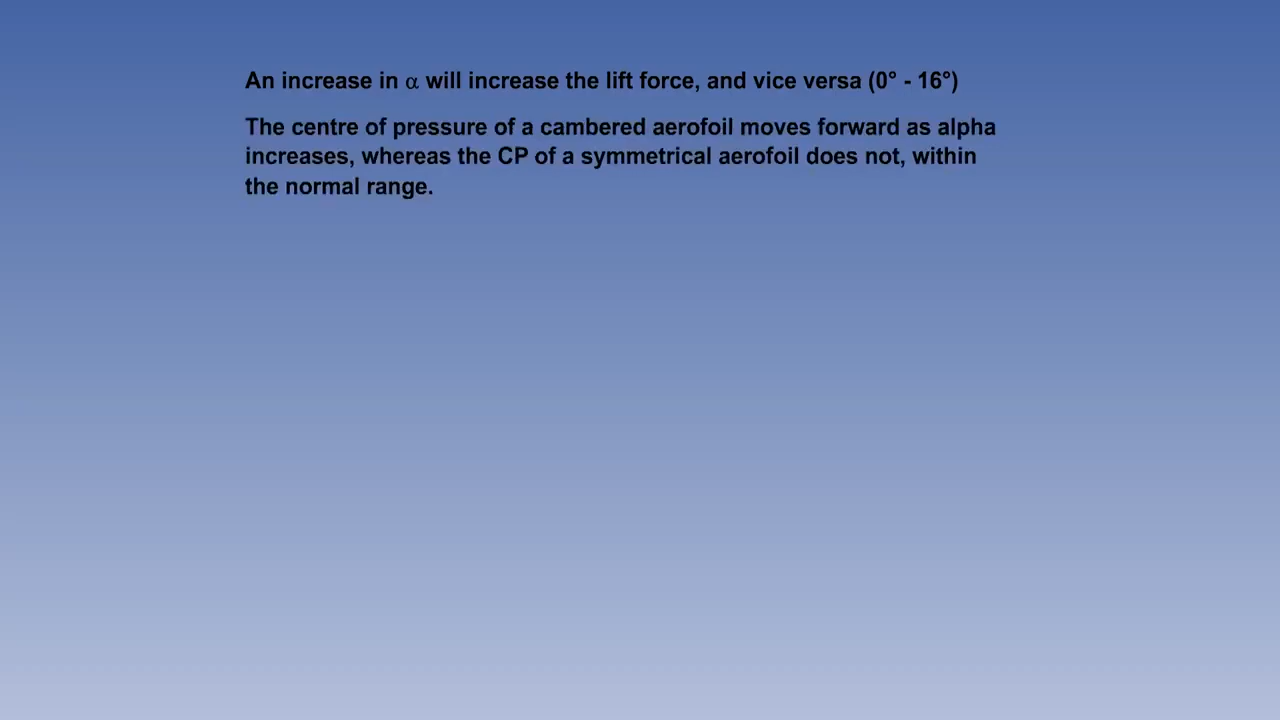 An increase in α will increase the lift force, and vice versa (0° - 16°)
The centre of pressure of a cambered aerofoil moves forward as alpha
increases, whereas the CP of a symmetrical aerofoil does not, within
the normal range.